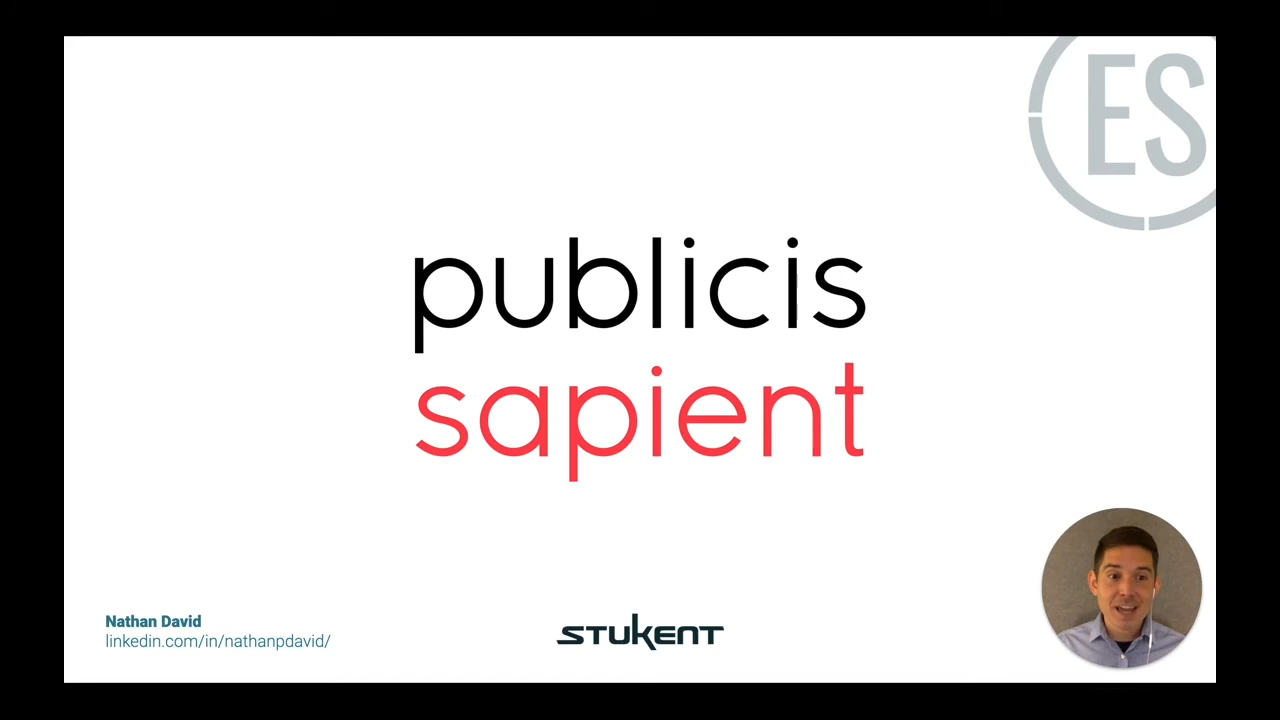 ES
publicis
sapient
Nathan David
linkedin.com/in/nathanpdavid/
STUKENT